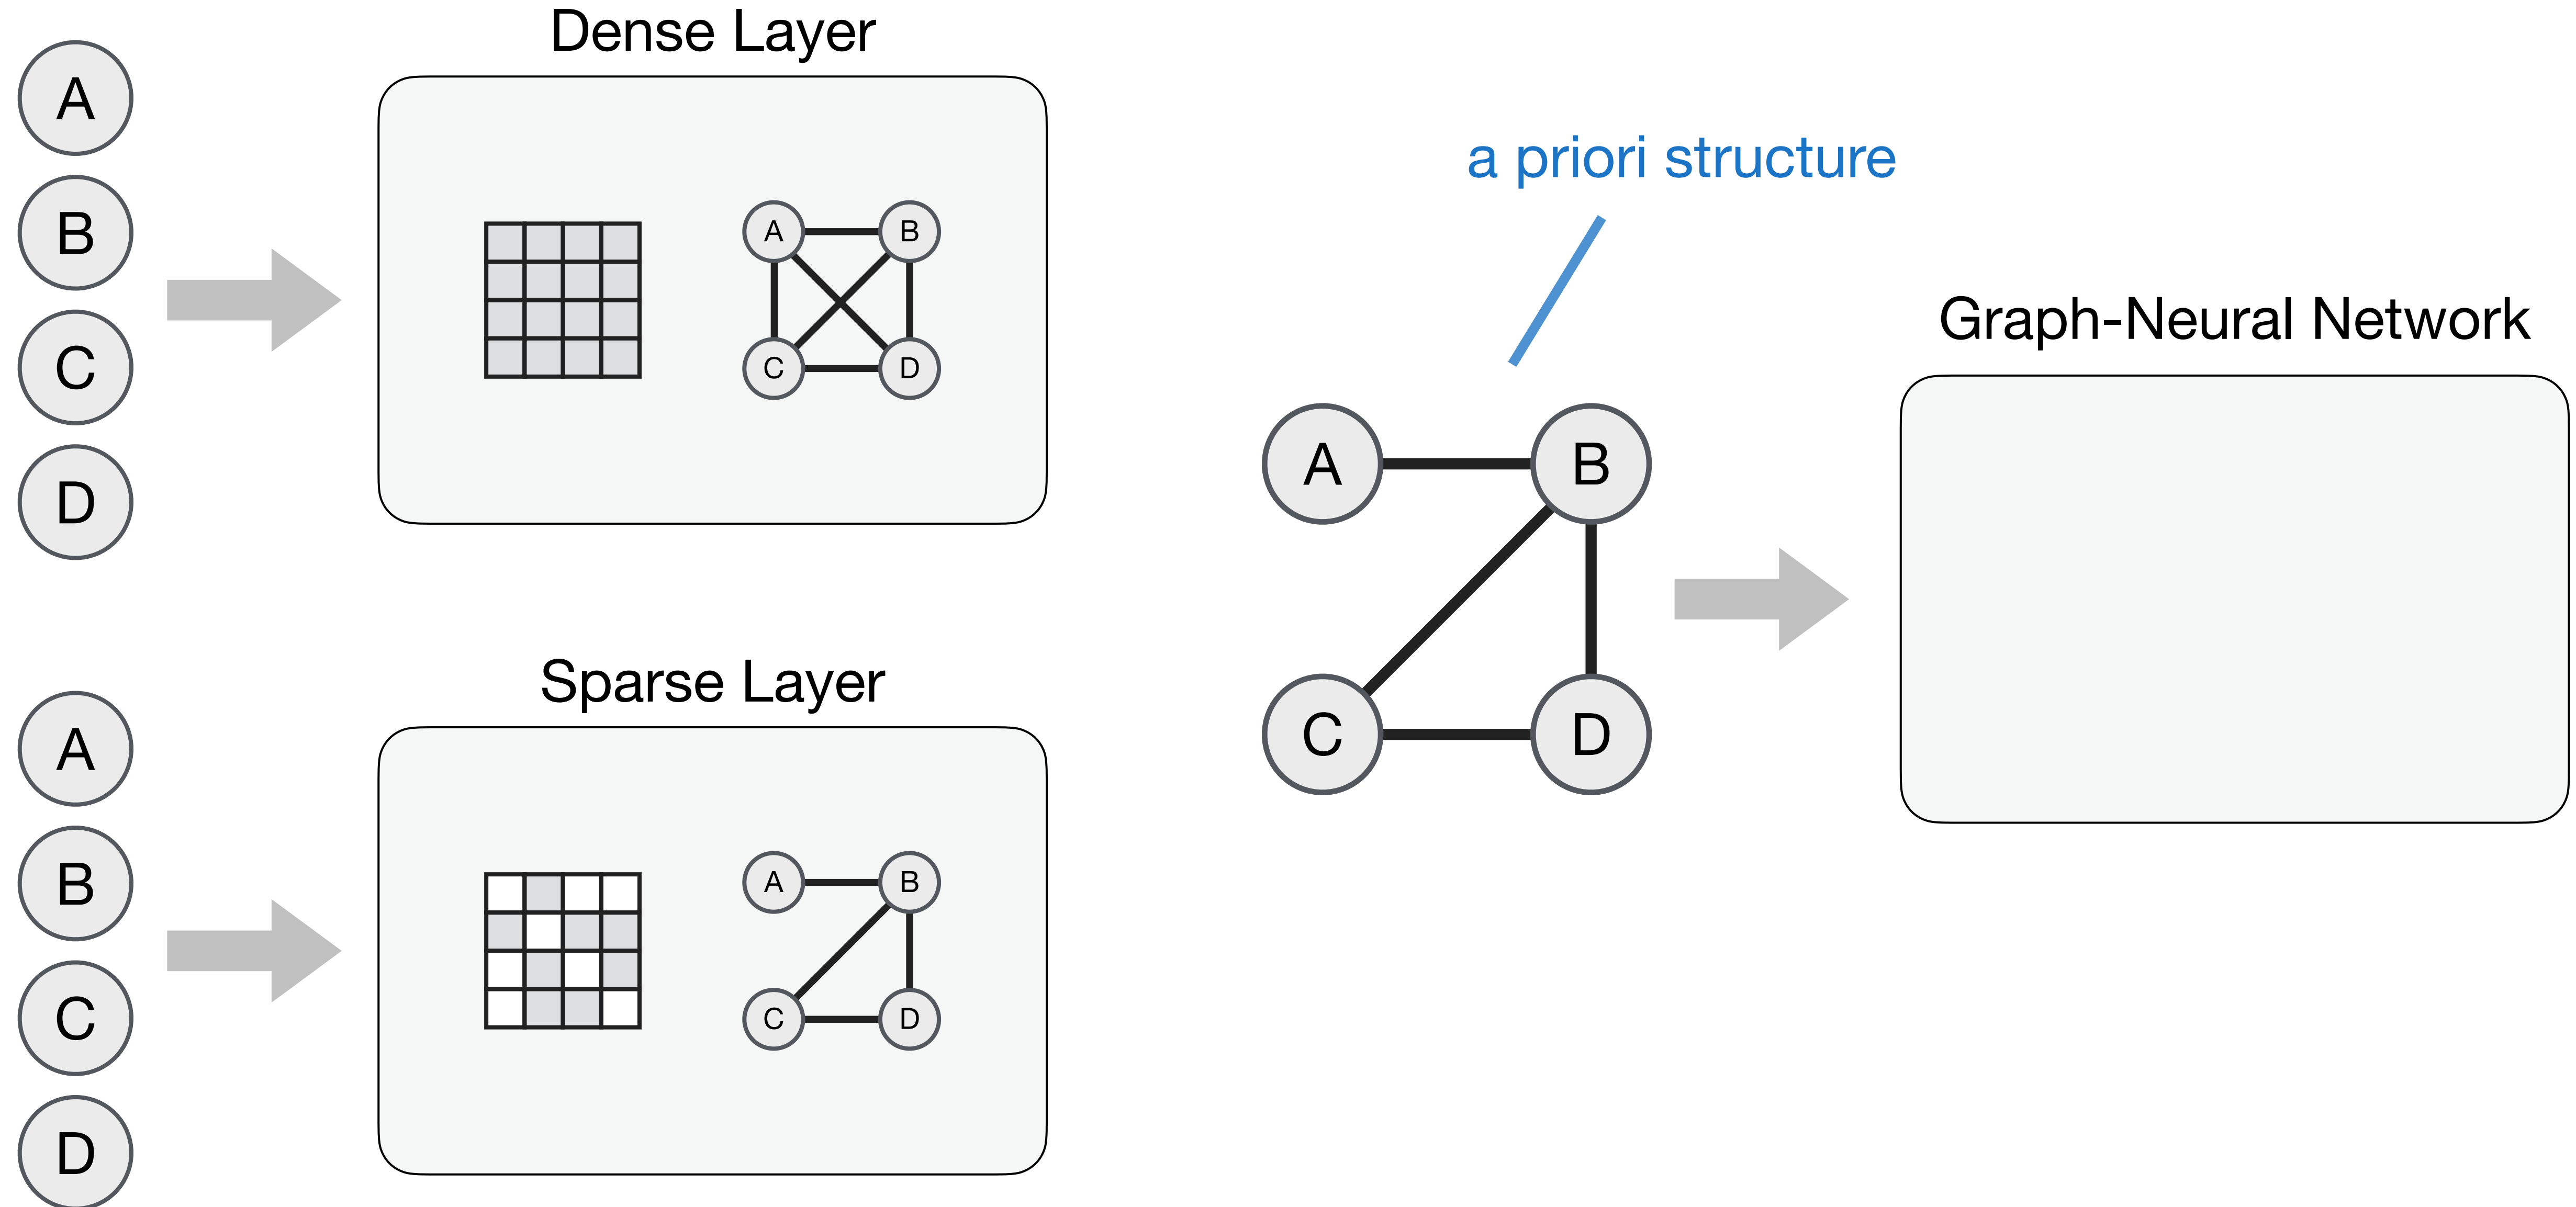 Dense Layer
A
B
C
D
A B
C D
Sparse Layer
A
B
C
D
A B
C D
a priori structure
A B
C D
Graph-Neural Network